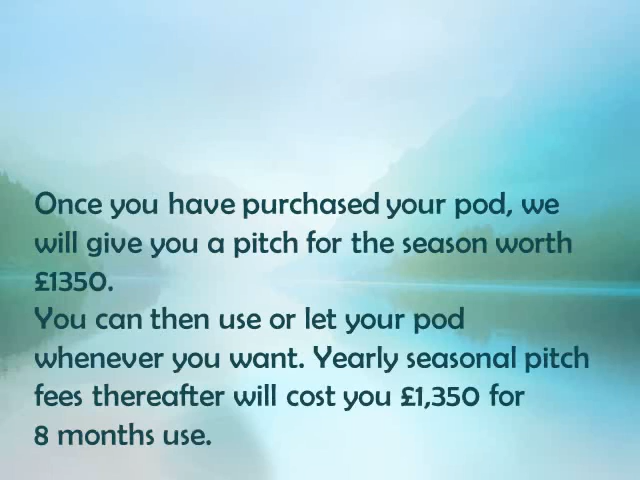 Once you have purchased your pod, we
will give you a pitch for the season worth
£1350.
You can then use or let your pod
whenever you want. Yearly seasonal pitch
fees thereafter will cost you £1,350 for
8 months use.